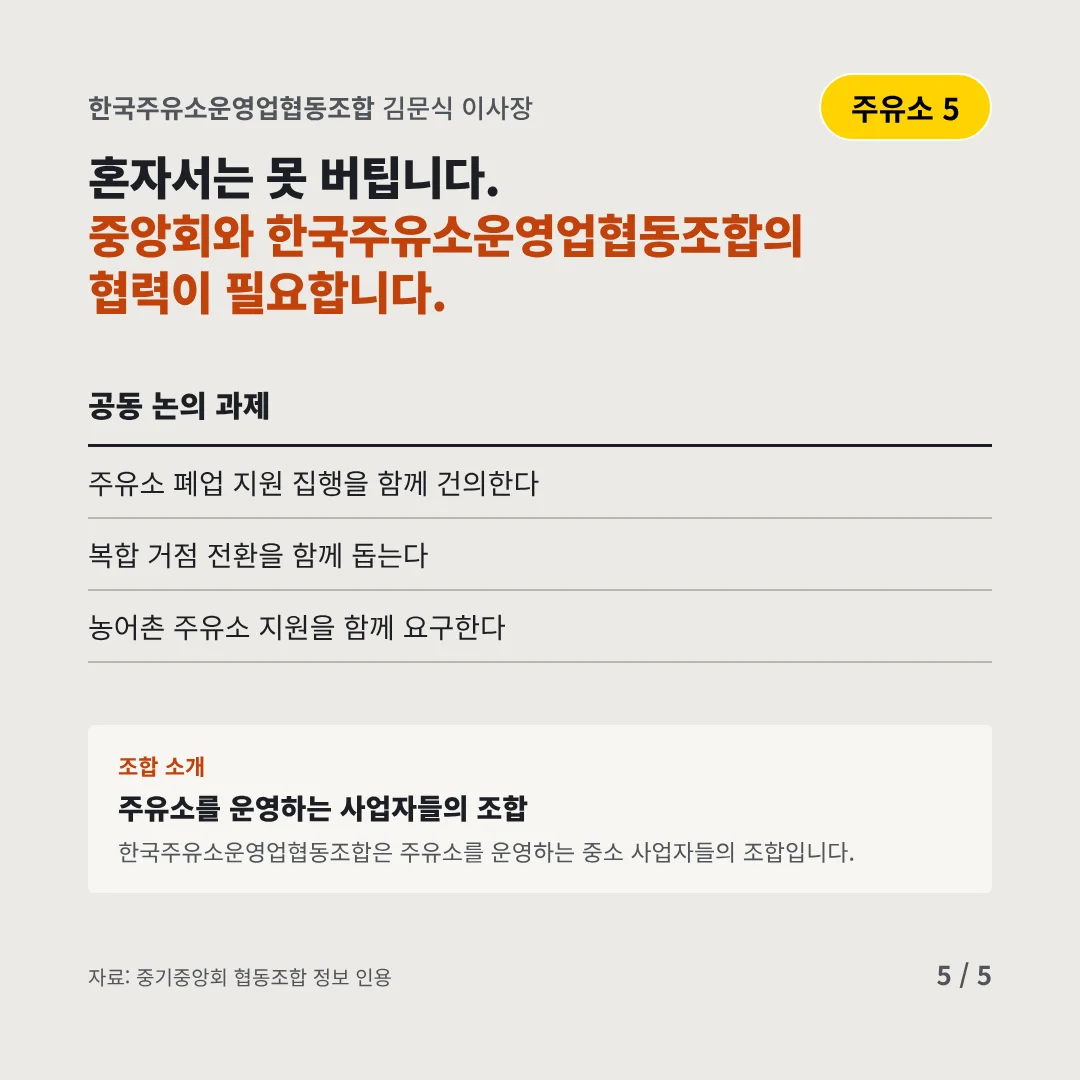 한국주유소운영업협동조합 김문식 이사장
주유소 5
혼자서는 못 버팁니다.
중앙회와 한국주유소운영업협동조합의
협력이 필요합니다.
공동 논의 과제
주유소 폐업 지원 집행을 함께 건의한다
복합 거점 전환을 함께 돕는다
농어촌 주유소 지원을 함께 요구한다
조합 소개
주유소를 운영하는 사업자들의 조합
한국주유소운영업협동조합은 주유소를 운영하는 중소 사업자들의 조합입니다.
자료: 중기중앙회 협동조합 정보 인용
5 / 5